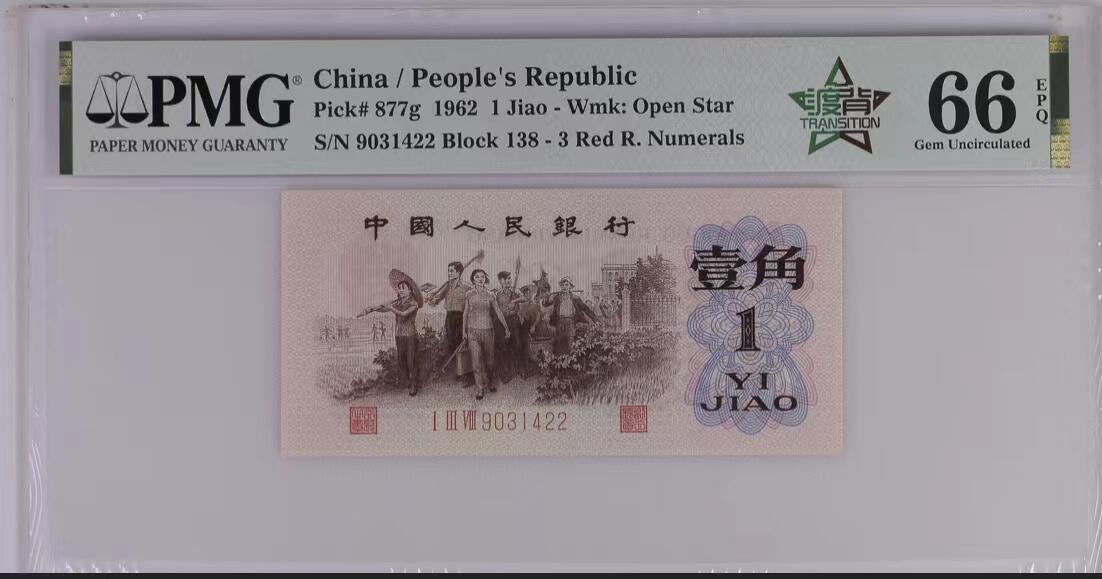 PMG®
PAPER MONEY GUARANTY
China / People's Republic
Pick# 877g 1962 1 Jiao - Wmk: Open Star
S/N 9031422 Block 138 - 3 Red R. Numerals
渡背
TRANSITION
66
EPQ
Gem Uncirculated
中國人民銀行
壹角
1
YI
JIAO
I III VIII 9031422